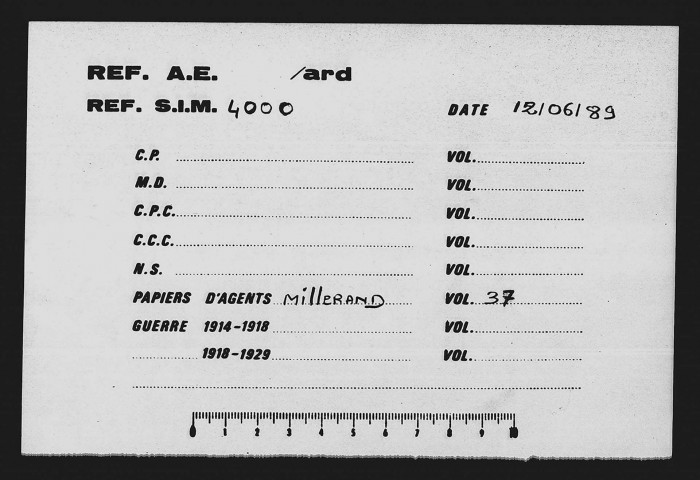 REF. A.E. /ard
REF. S.I.M. 4000 DATE 12/06/89
C.P. VOL.
M.D. VOL.
C.P.C. VOL.
C.C.C. VOL.
N.S. VOL.
PAPIERS D'AGENTS MillERAND VOL. 37
GUERRE 1914-1918 VOL.
1918-1929 VOL.
0 1 2 3 4 5 6 7 8 9 10